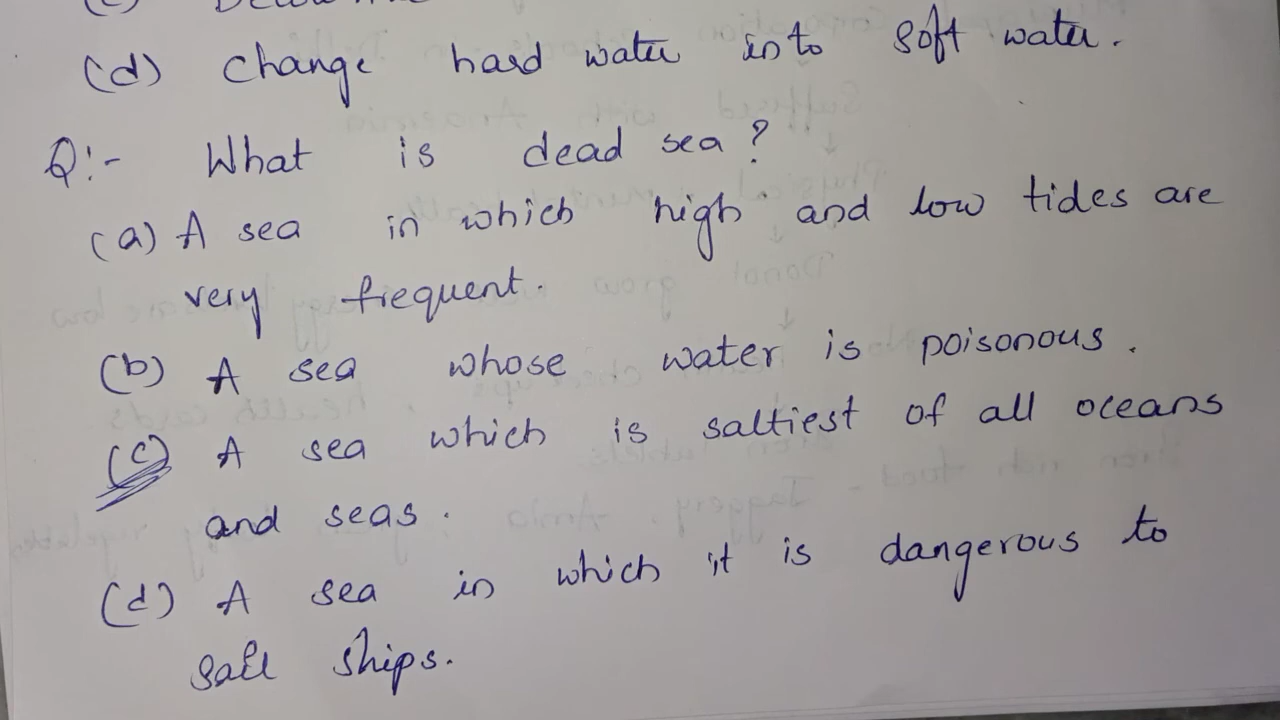 (d) change hard water into soft water.
Q:- What is dead sea?
(a) A sea in which high and low tides are
very frequent.
(b) A sea whose water is poisonous.
(c) A sea which is saltiest of all oceans
and seas.
(d) A sea in which it is dangerous to
sail ships.